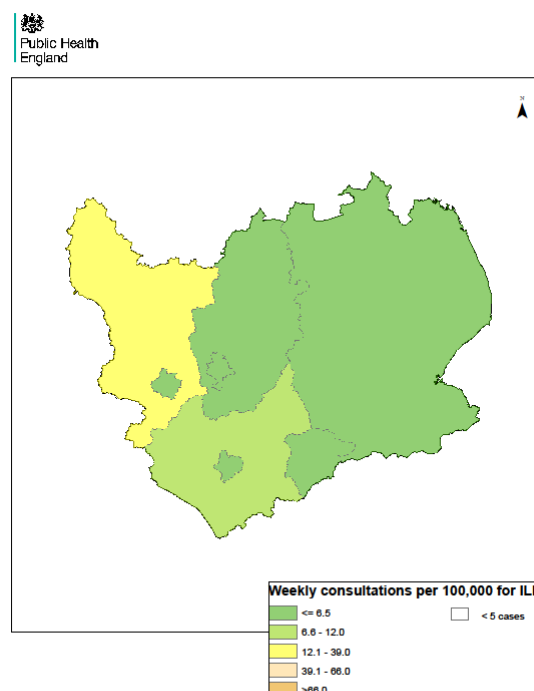 Public Health
England
N
Weekly consultations per 100,000 for ILI
<= 6.5
< 5 cases
6.6 - 12.0
12.1 - 39.0
39.1 - 66.0
>66.0